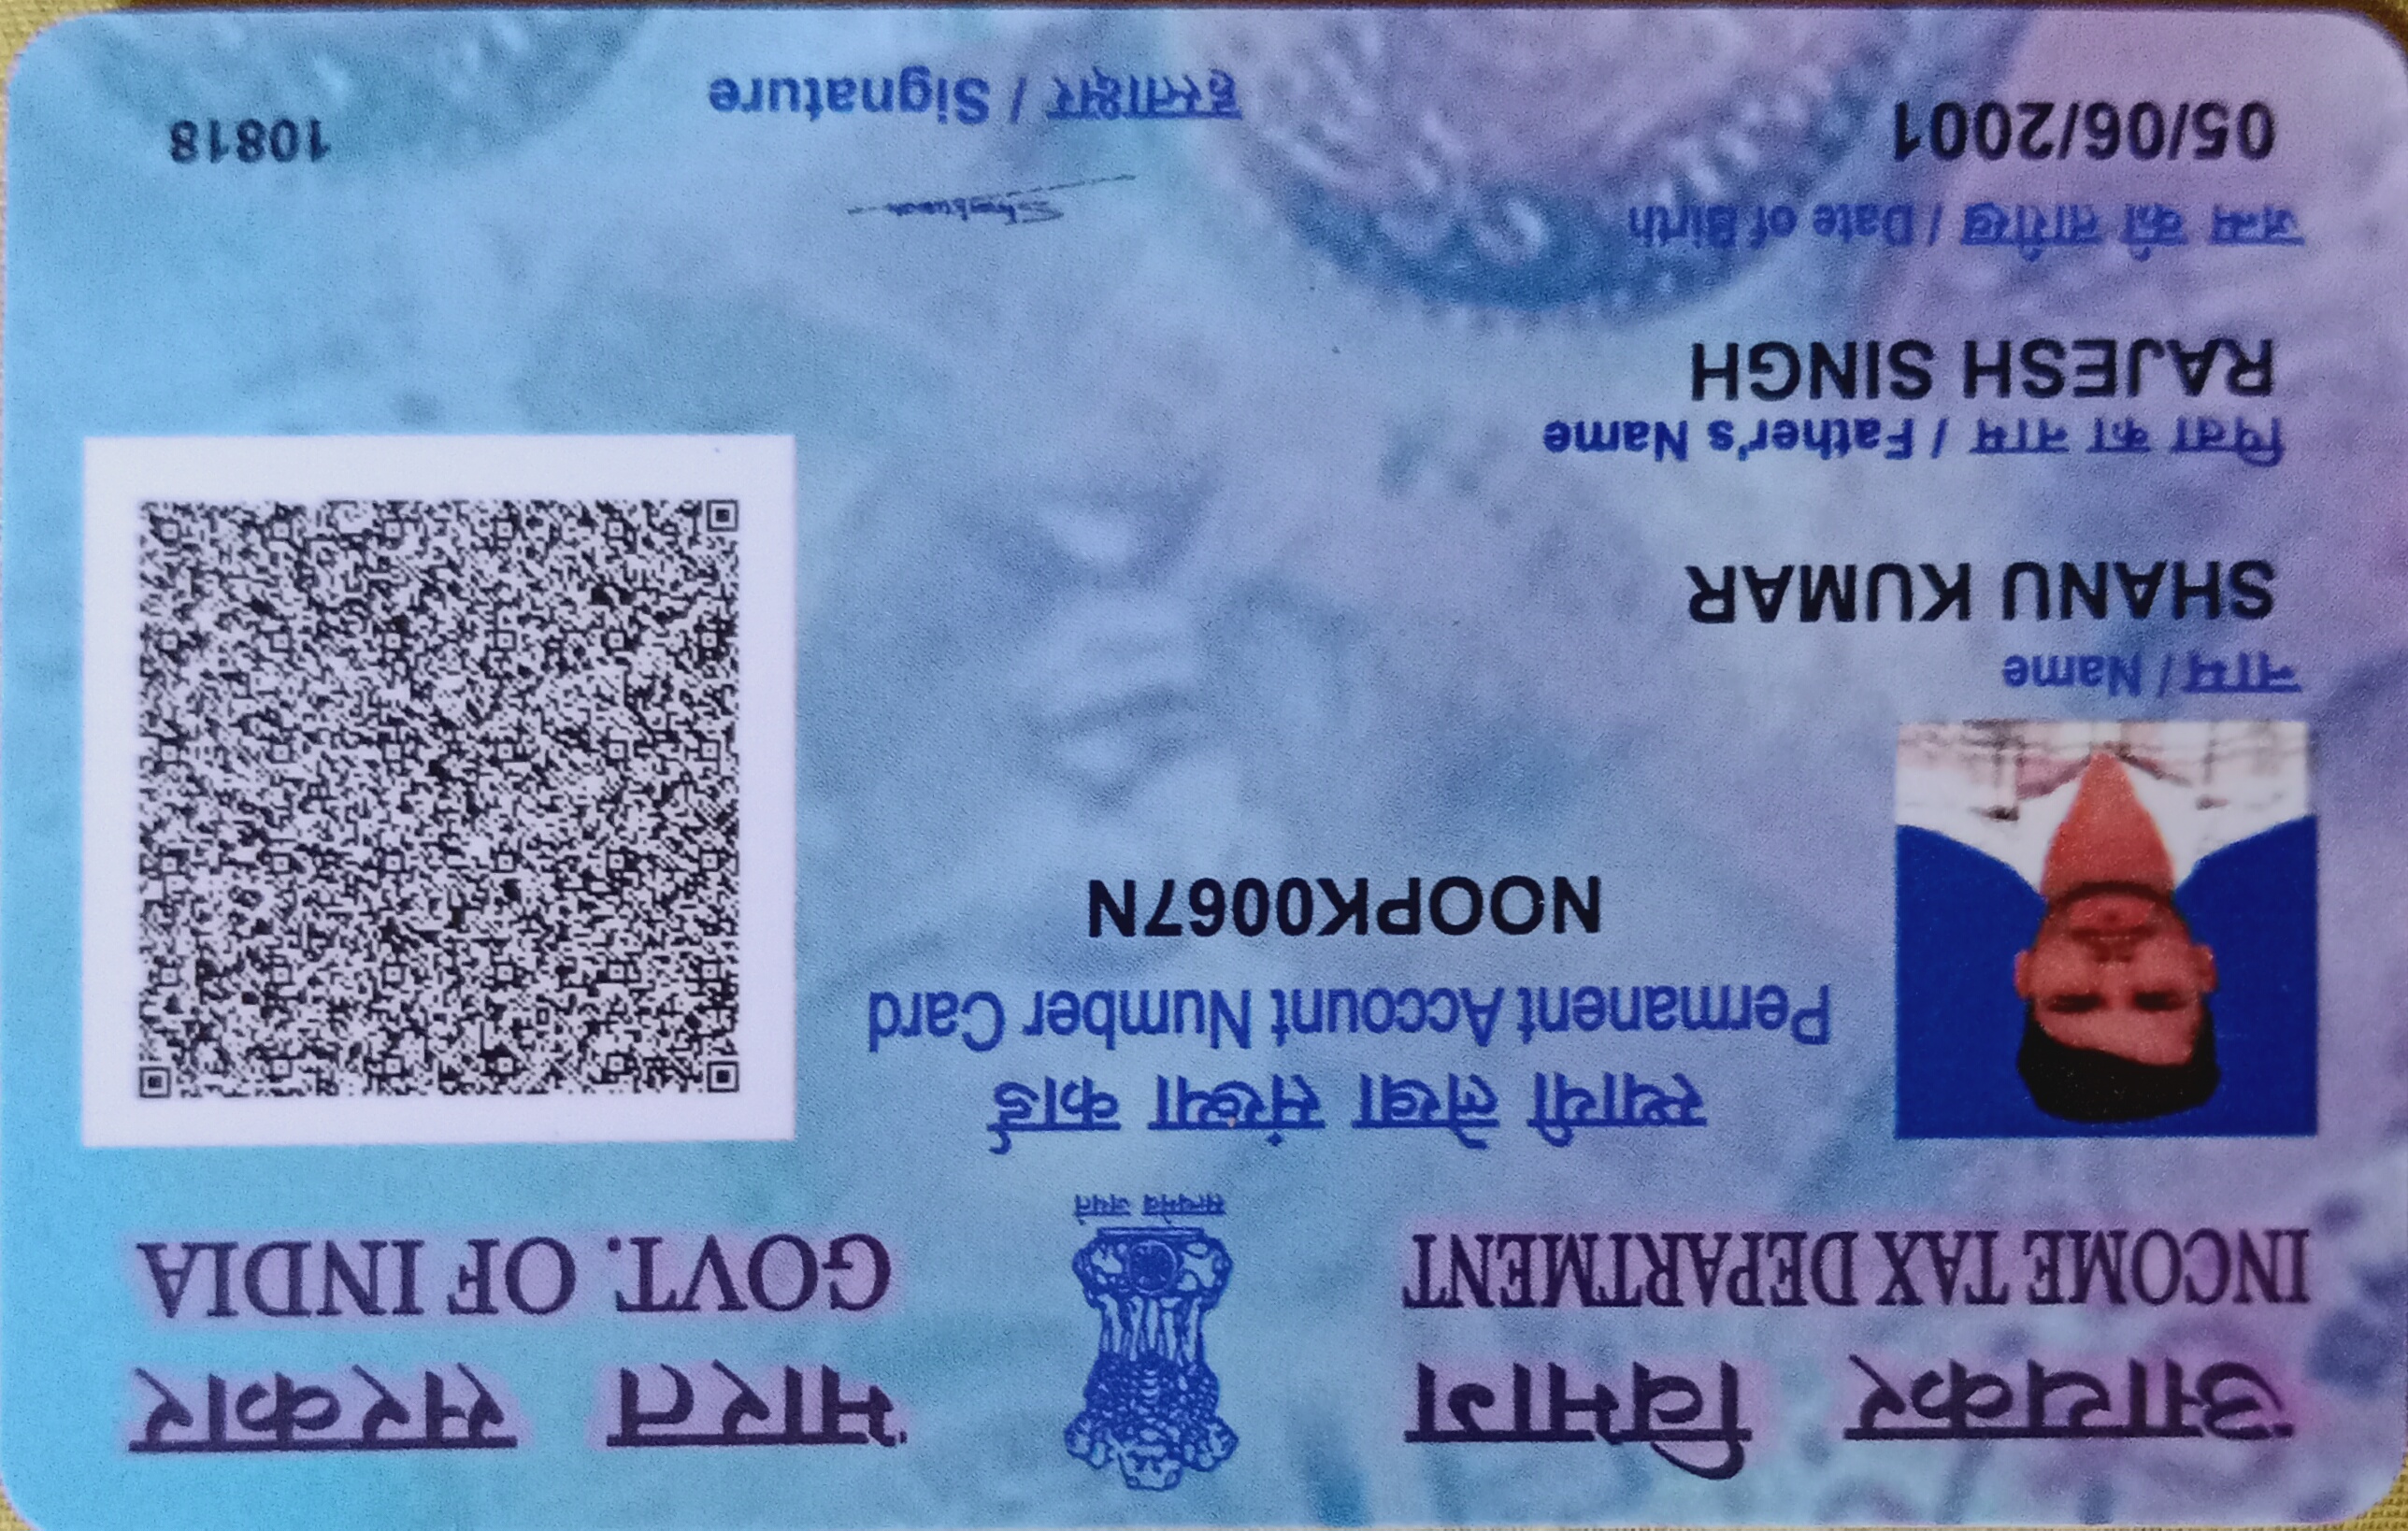 आयकर विभाग
INCOME TAX DEPARTMENT
सत्यमेव जयते
भारत सरकार
GOVT. OF INDIA
स्थायी लेखा संख्या कार्ड
Permanent Account Number Card
NOOPK0067N
नाम / Name
SHANU KUMAR
पिता का नाम / Father's Name
RAJESH SINGH
जन्म की तारीख / Date of Birth
05/06/2001
हस्ताक्षर / Signature
10818